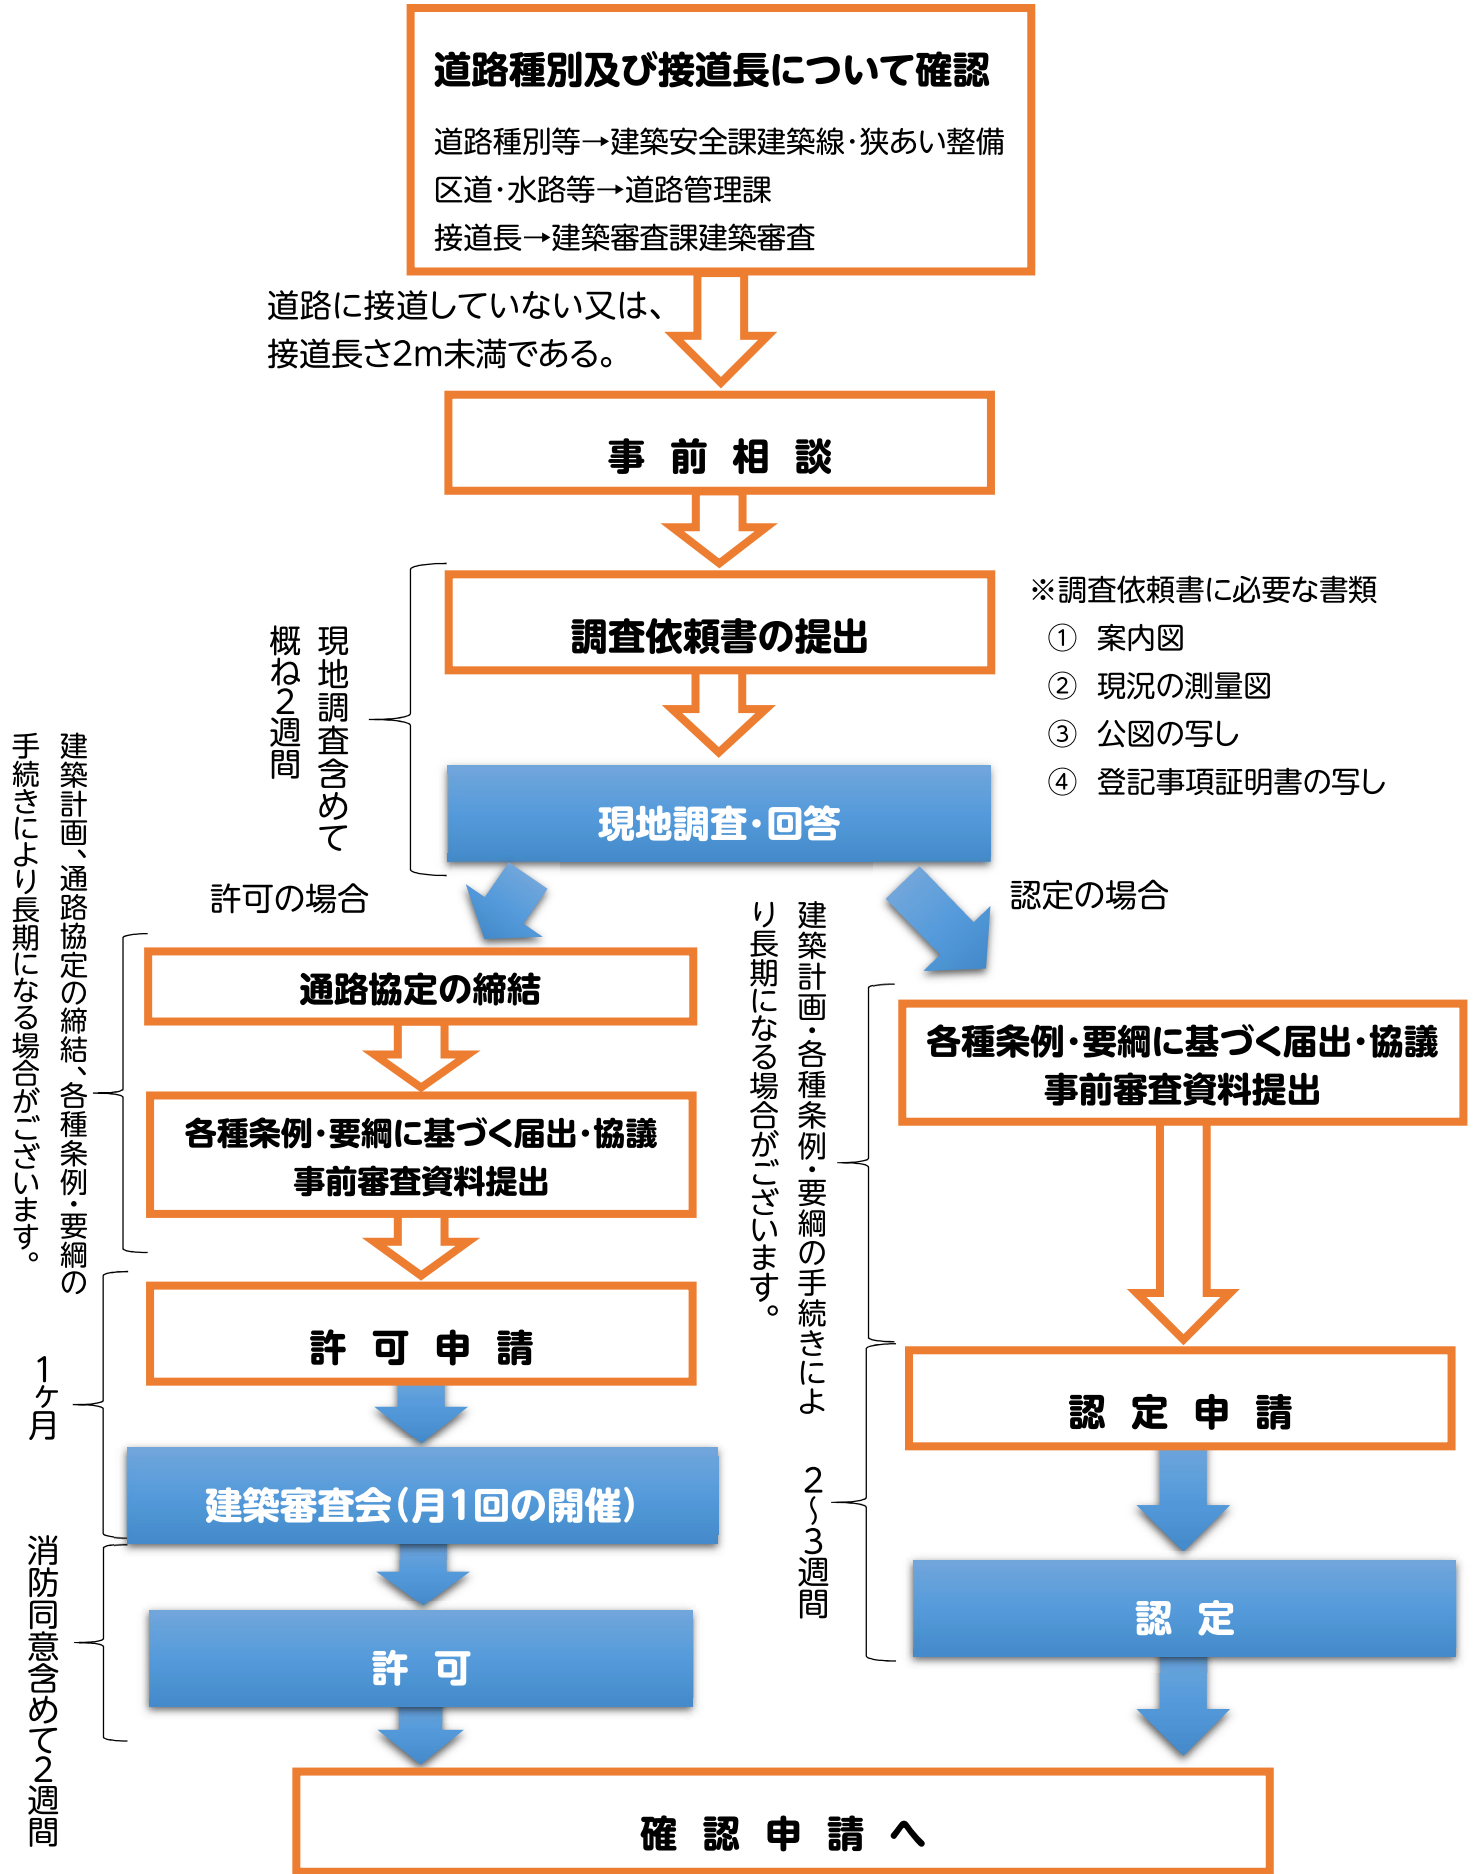 道路種別及び接道長について確認
道路種別等→建築安全課建築線・狭あい整備
区道・水路等→道路管理課
接道長→建築審査課建築審査
道路に接道していない又は、
接道長さ2m未満である。
事前相談
調査依頼書の提出
現地調査含めて
概ね2週間
※調査依頼書に必要な書類
① 案内図
② 現況の測量図
③ 公図の写し
④ 登記事項証明書の写し
現地調査・回答
許可の場合
認定の場合
建築計画、通路協定の締結、各種条例・要綱の
手続きにより長期になる場合がございます。
通路協定の締結
各種条例・要綱に基づく届出・協議
事前審査資料提出
許可申請
1ヶ月
建築審査会(月1回の開催)
消防同意含めて2週間
許可
建築計画・各種条例・要綱の手続きによ
り長期になる場合がございます。
各種条例・要綱に基づく届出・協議
事前審査資料提出
認定申請
2~3週間
認定
確認申請へ